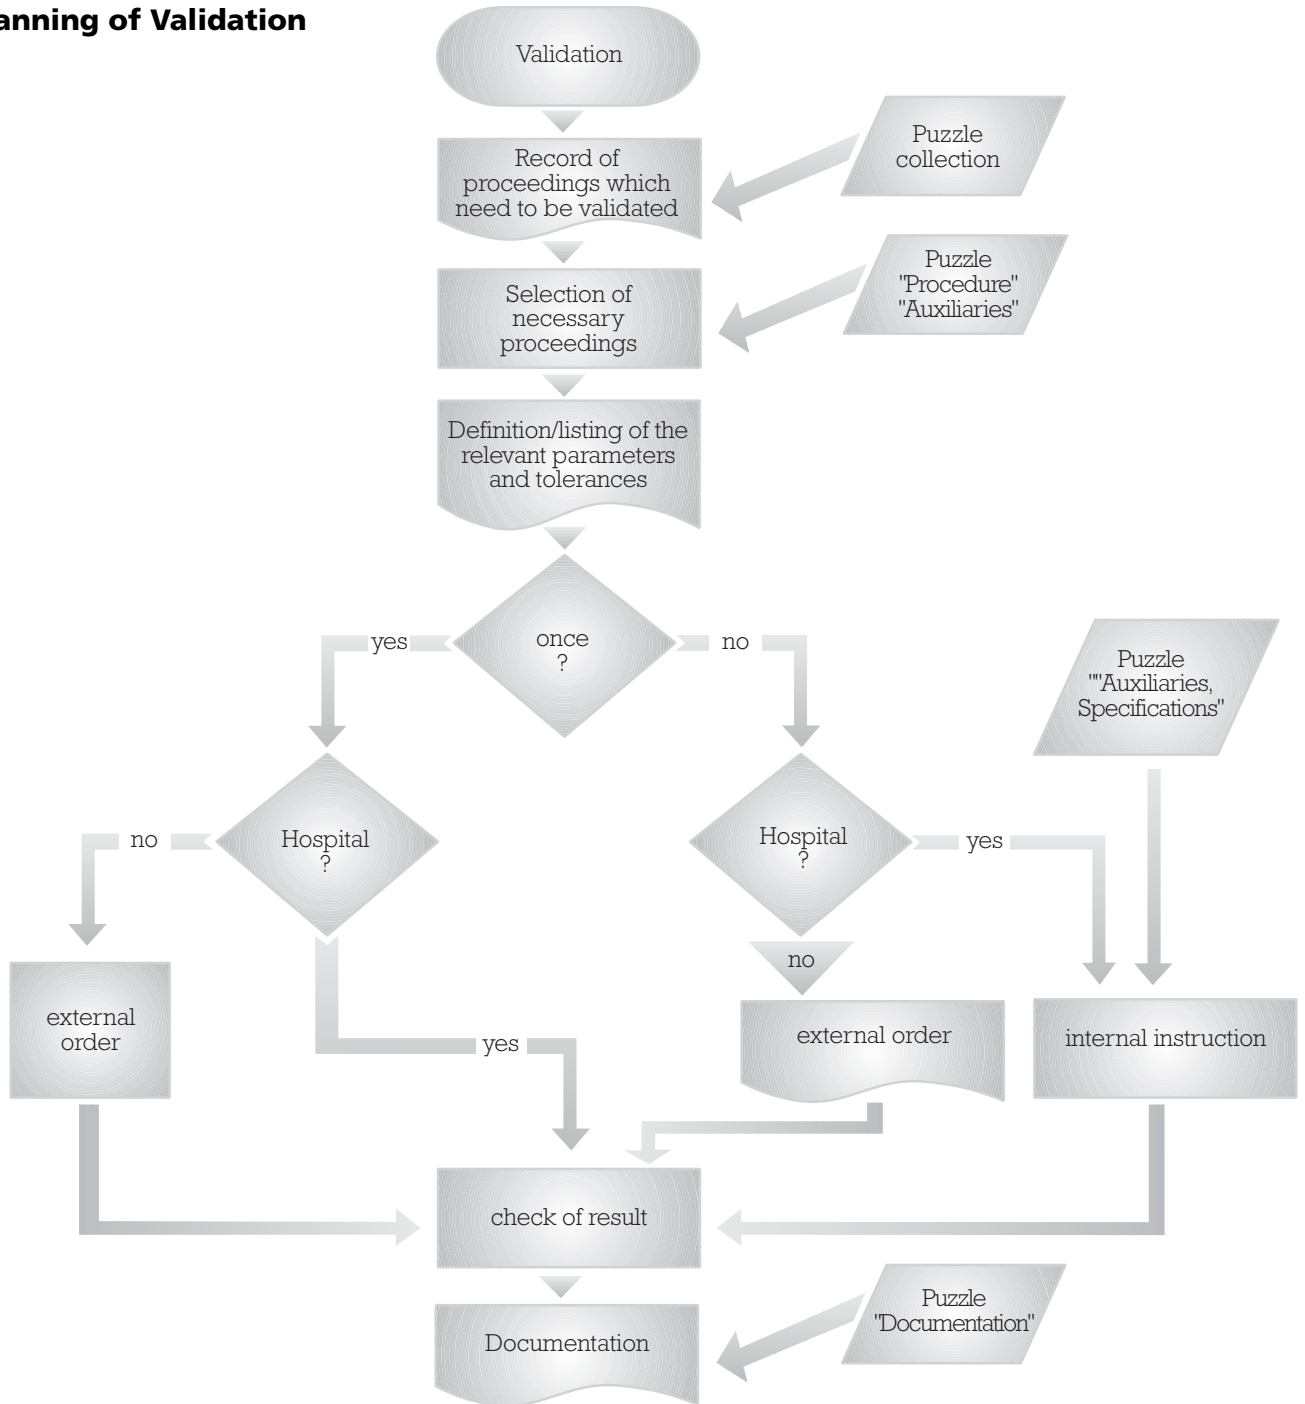 anning of Validation
Validation
Puzzle
collection
Record of
proceedings which
need to be validated
Puzzle
"Procedure"
"Auxiliaries"
Selection of
necessary
proceedings
Definition/listing of the
relevant parameters
and tolerances
once
?
yes
no
Puzzle
""Auxiliaries,
Specifications"
Hospital
?
no
yes
Hospital
?
yes
no
external
order
external order
internal instruction
check of result
Puzzle
"Documentation"
Documentation